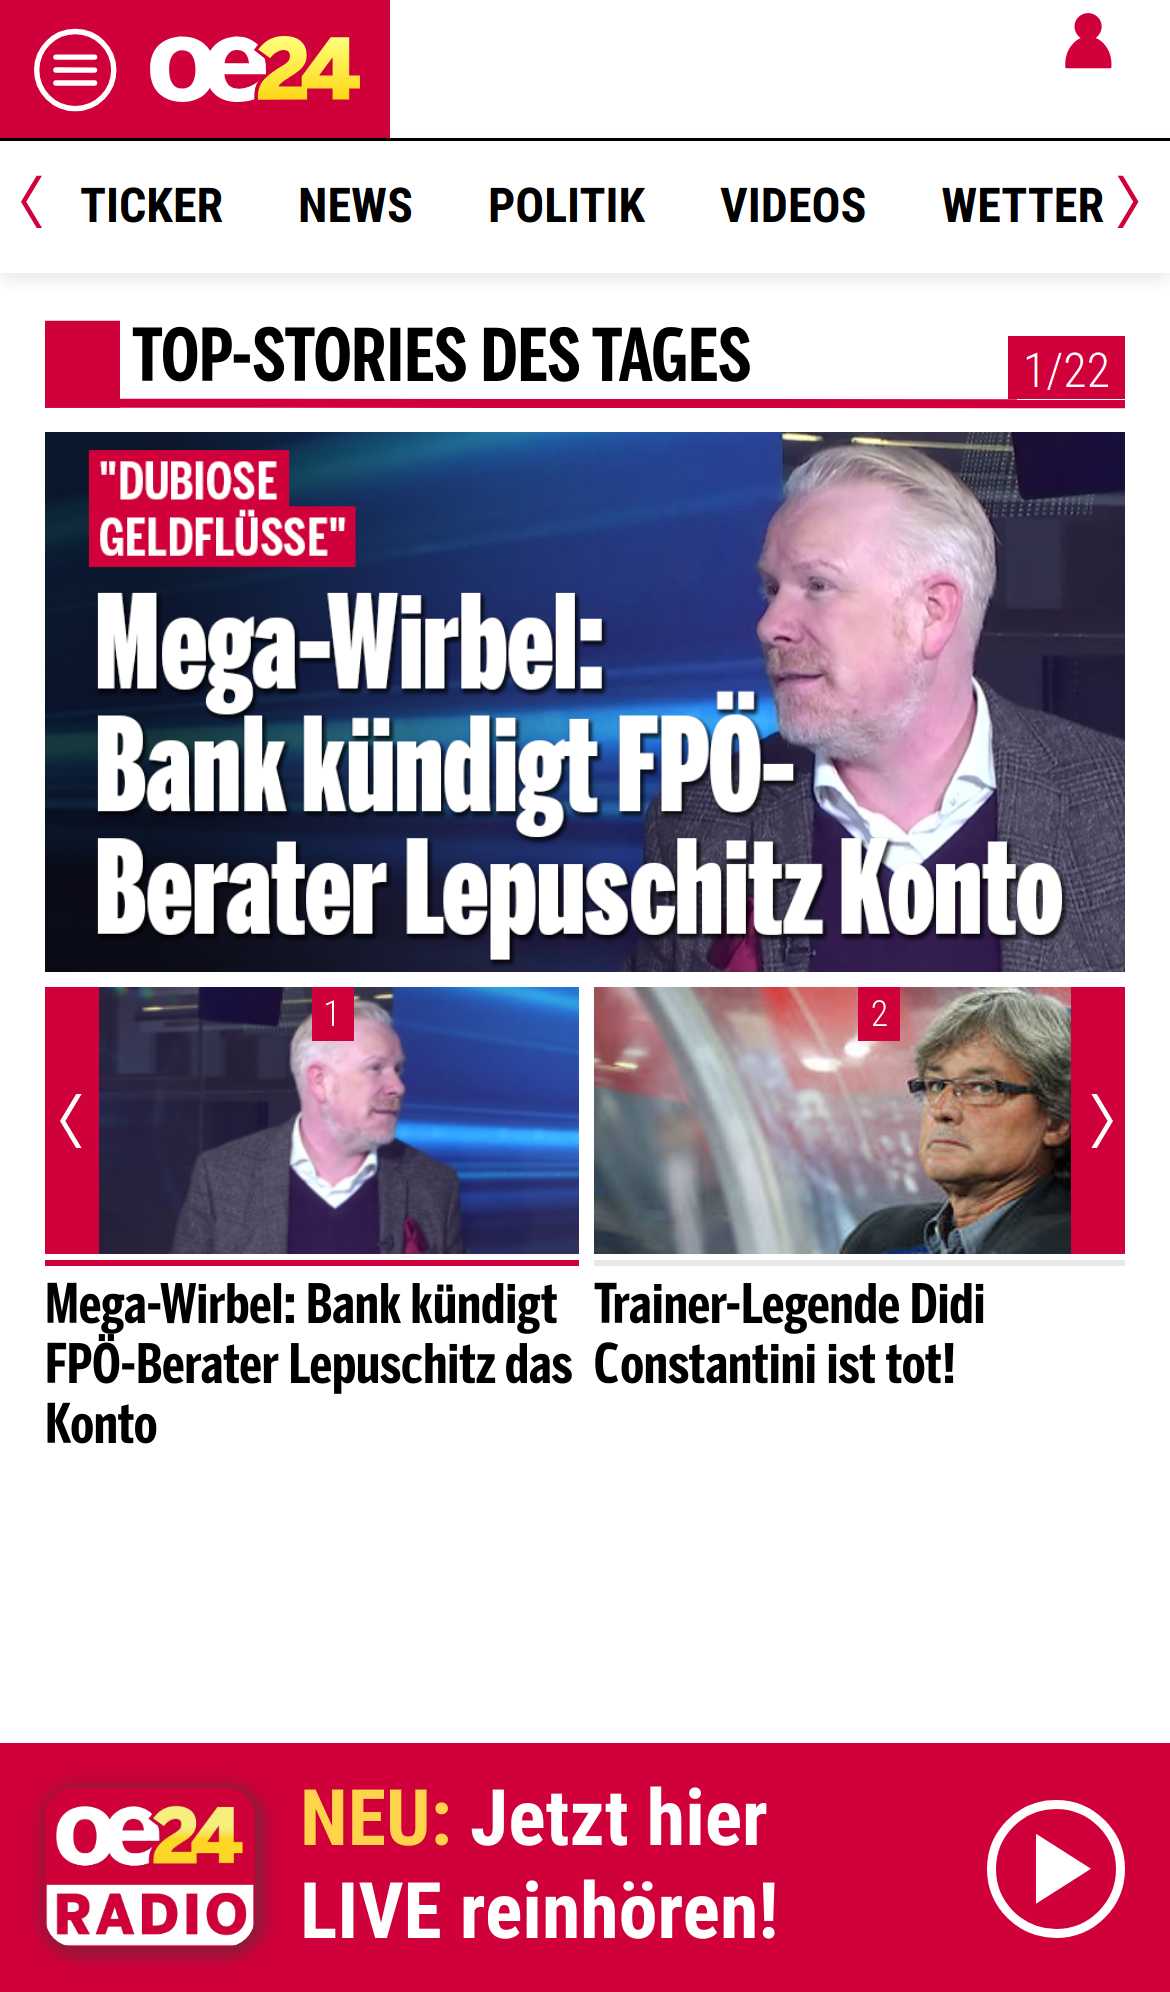 oe24
TICKER NEWS POLITIK VIDEOS WETTER
TOP-STORIES DES TAGES
1/22
"DUBIOSE
GELDFLÜSSE"
Mega-Wirbel:
Bank kündigt FPÖ-
Berater Lepuschitz Konto
1
2
Mega-Wirbel: Bank kündigt
FPÖ-Berater Lepuschitz das
Konto
Trainer-Legende Didi
Constantini ist tot!
oe24
RADIO
NEU: Jetzt hier
LIVE reinhören!